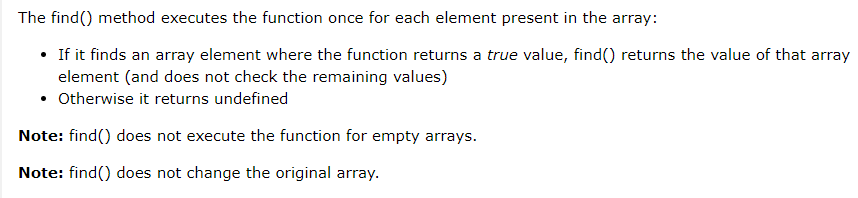 The find() method executes the function once for each element present in the array:
• If it finds an array element where the function returns a true value, find() returns the value of that array
element (and does not check the remaining values)
• Otherwise it returns undefined
Note: find() does not execute the function for empty arrays.
Note: find() does not change the original array.